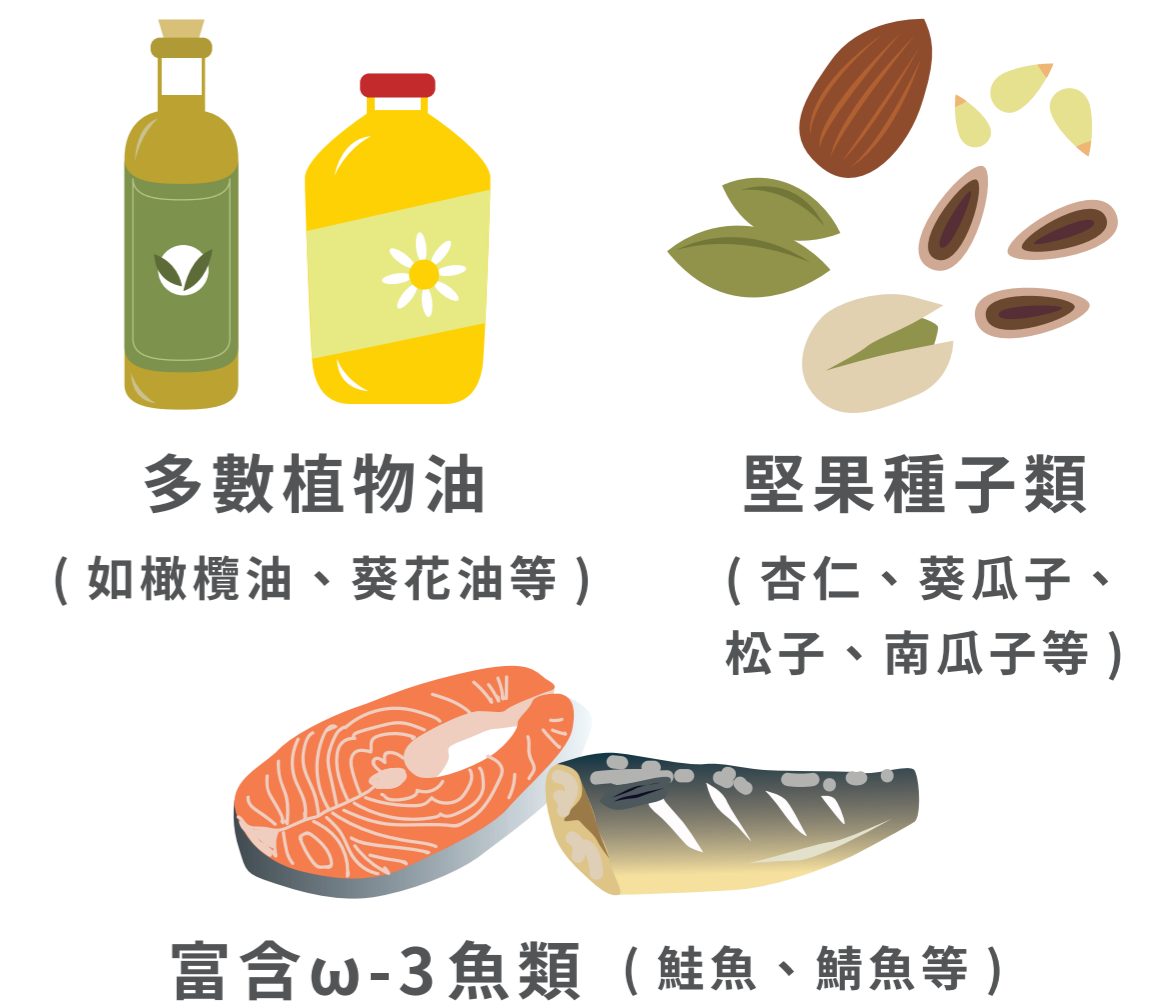 多數植物油
(如橄欖油、葵花油等)
堅果種子類
(杏仁、葵瓜子、
松子、南瓜子等)
富含ω-3魚類(鮭魚、鯖魚等)